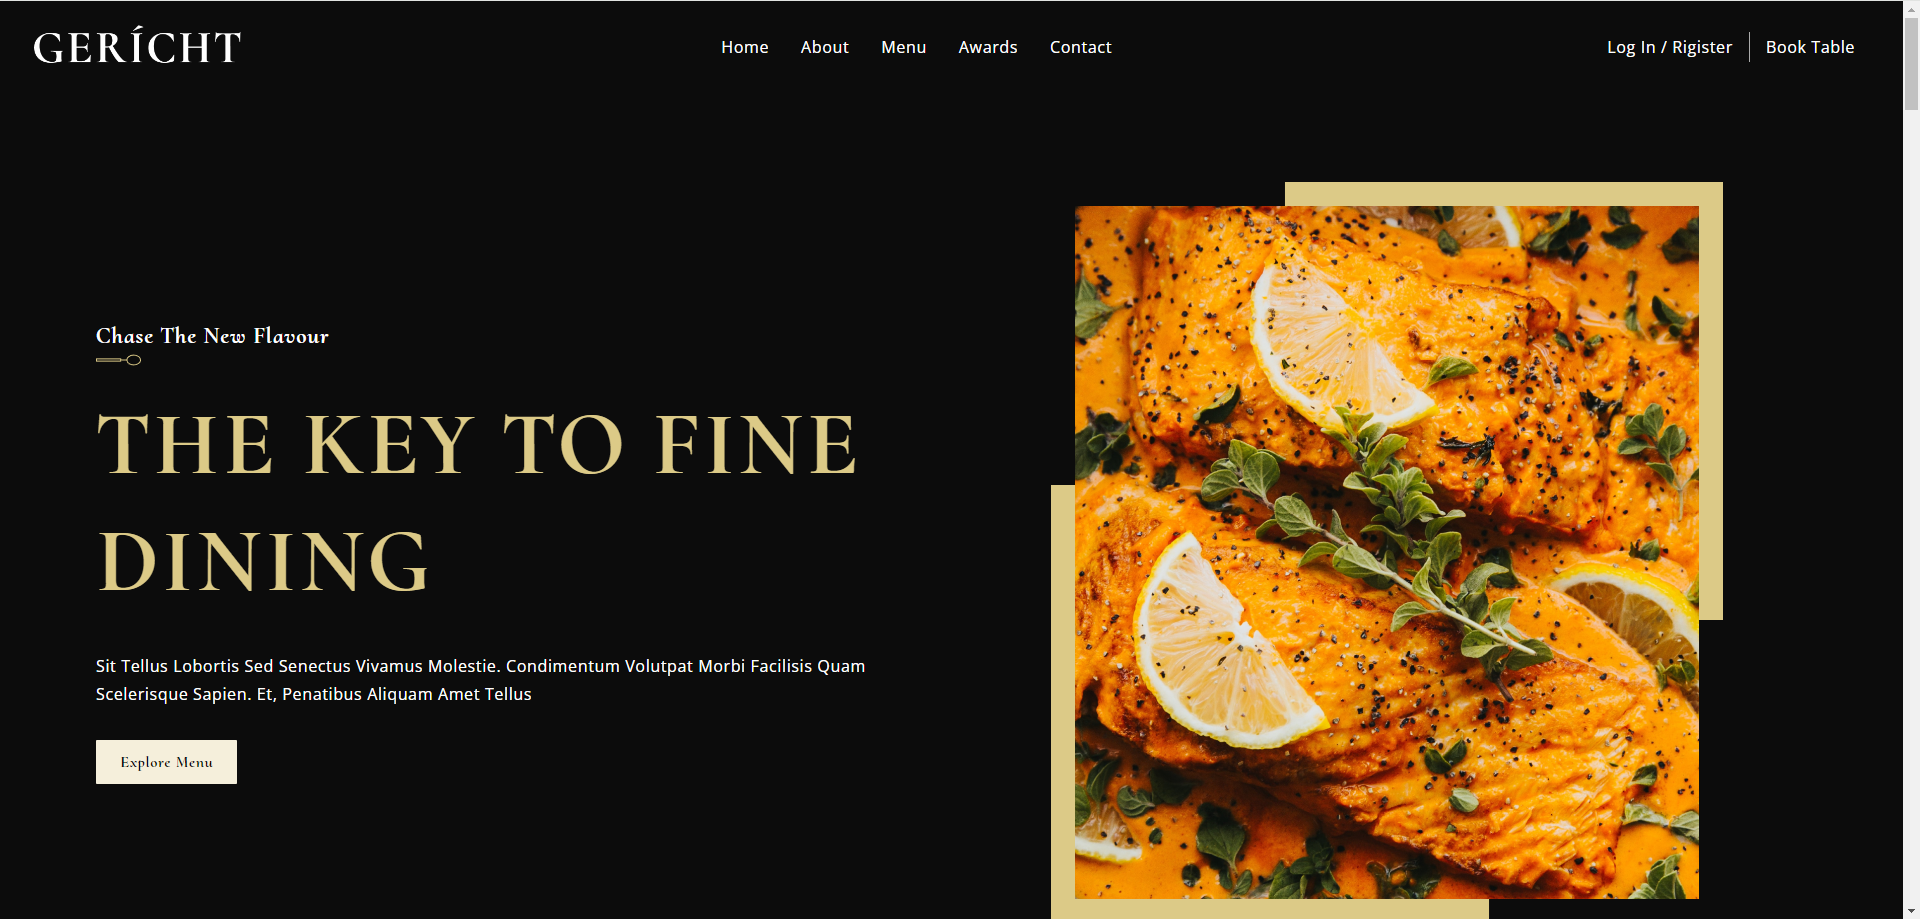 GERÍCHT
Home About Menu Awards Contact
Log In / Rigister Book Table
Chase The New Flavour
THE KEY TO FINE
DINING
Sit Tellus Lobortis Sed Senectus Vivamus Molestie. Condimentum Volutpat Morbi Facilisis Quam
Scelerisque Sapien. Et, Penatibus Aliquam Amet Tellus
Explore Menu